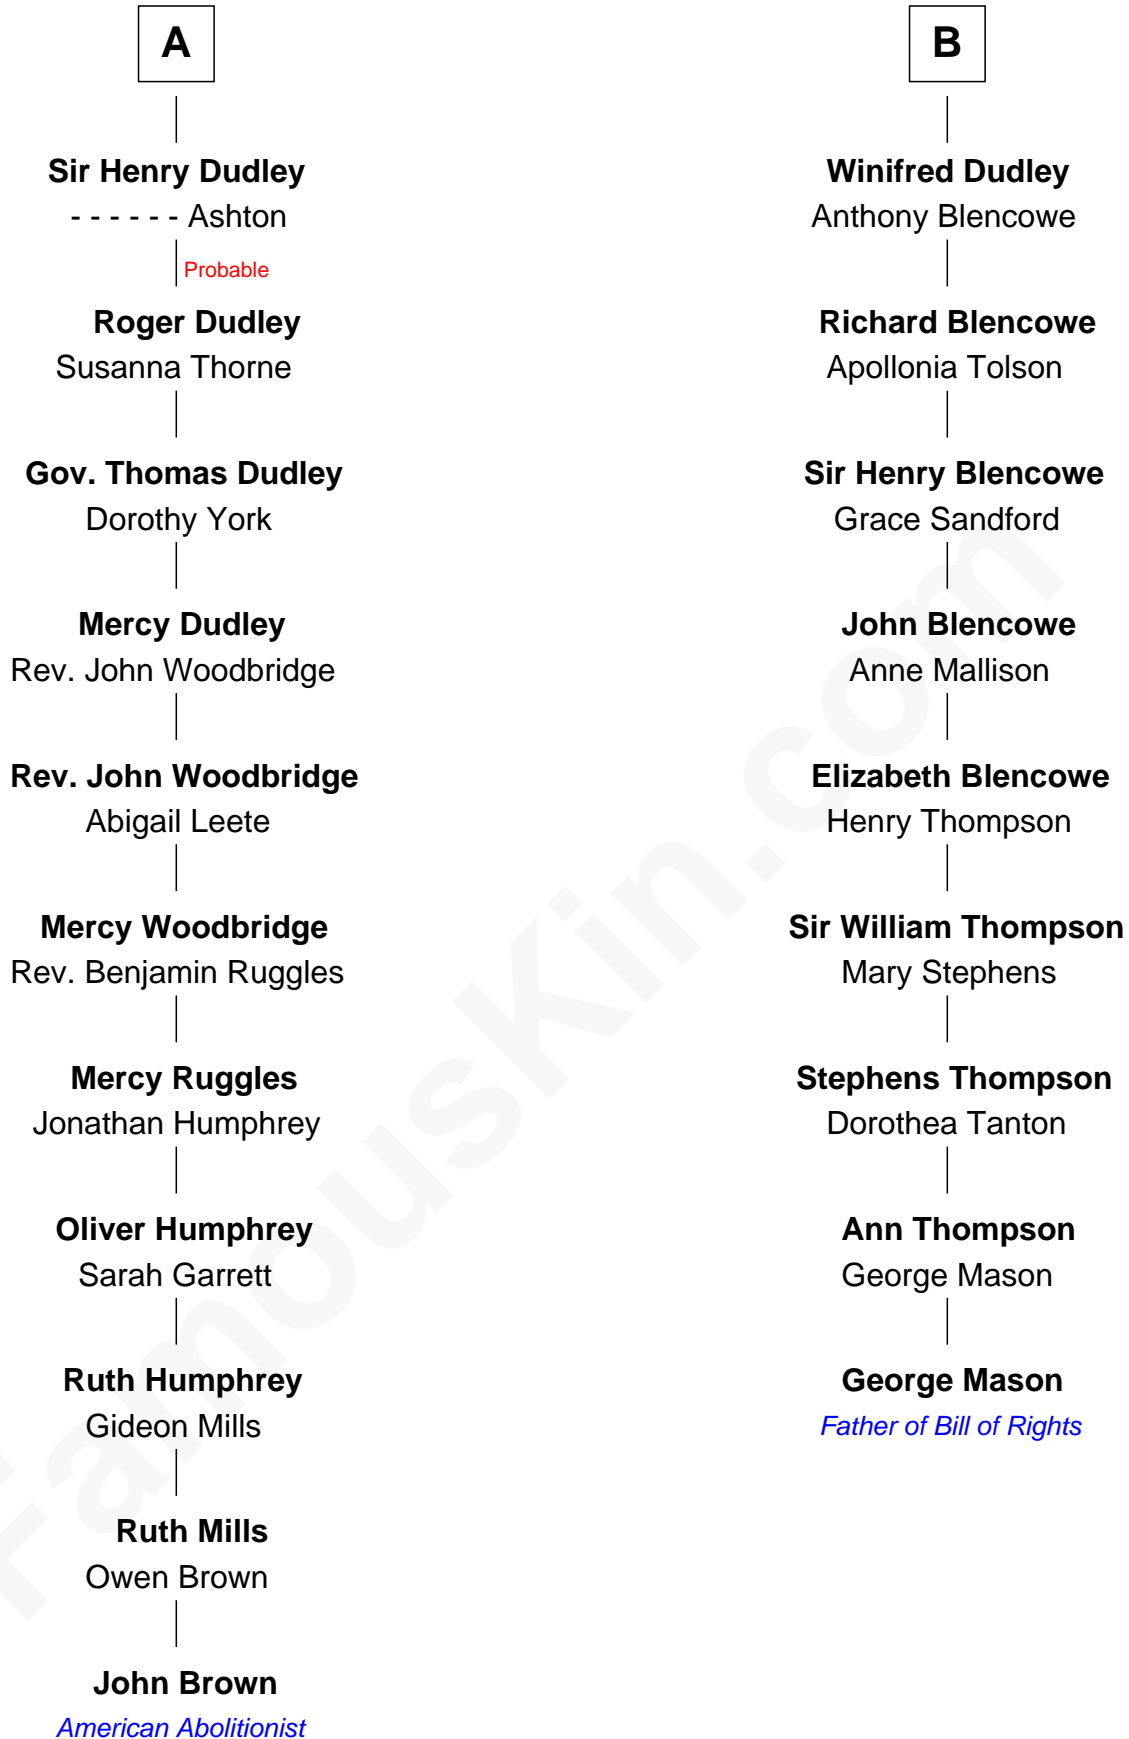 A
Sir Henry Dudley
- - - - - - Ashton
Probable
Roger Dudley
Susanna Thorne
Gov. Thomas Dudley
Dorothy York
Mercy Dudley
Rev. John Woodbridge
Rev. John Woodbridge
Abigail Leete
Mercy Woodbridge
Rev. Benjamin Ruggles
Mercy Ruggles
Jonathan Humphrey
Oliver Humphrey
Sarah Garrett
Ruth Humphrey
Gideon Mills
Ruth Mills
Owen Brown
John Brown
American Abolitionist
B
Winifred Dudley
Anthony Blencowe
Richard Blencowe
Apollonia Tolson
Sir Henry Blencowe
Grace Sandford
John Blencowe
Anne Mallison
Elizabeth Blencowe
Henry Thompson
Sir William Thompson
Mary Stephens
Stephens Thompson
Dorothea Tanton
Ann Thompson
George Mason
George Mason
Father of Bill of Rights
FamousKin.com